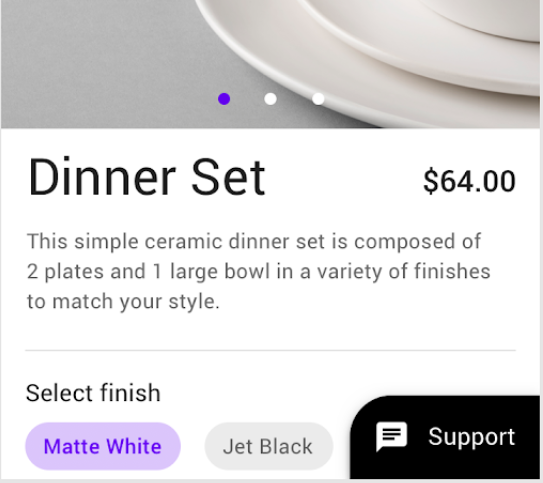 Dinner Set
$64.00
This simple ceramic dinner set is composed of
2 plates and 1 large bowl in a variety of finishes
to match your style.
Select finish
Matte White
Jet Black
Support